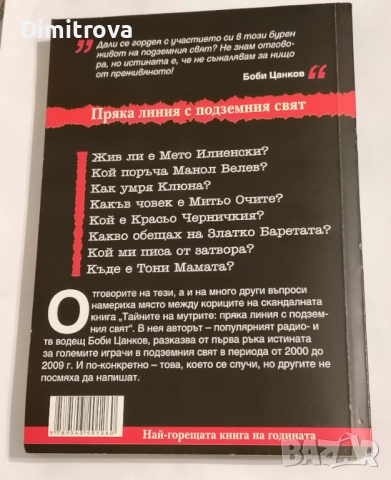 Dimitrova
„ Дали се гордея с участието си в този бурен
живот на подземния свят? Не знам отгово-
ра, но истината е, че не съжалявам за нищо
от преживяното!
Боби Цанков “
Пряка линия с подземния свят
Жив ли е Мето Илиенски?
Кой поръча Манол Велев?
Как умря Клюна?
Какъв човек е Митьо Очите?
Кой е Красьо Черничкия?
Какво обещах на Златко Баретата?
Кой ми писа от затвора?
Къде е Тони Мамата?
Отговорите на тези, а и на много други въпроси
намериха място между кориците на скандалната
книга „Тайните на мутрите: пряка линия с подзем-
ния свят“. В нея авторът – популярният радио- и
тв водещ Боби Цанков, разказва от първа ръка истината
за големите играчи в подземния свят в периода от 2000 до
2009 г. И по-конкретно – това, което се случи, но другите не
посмяха да напишат.
Най-горещата книга на годината
bazar